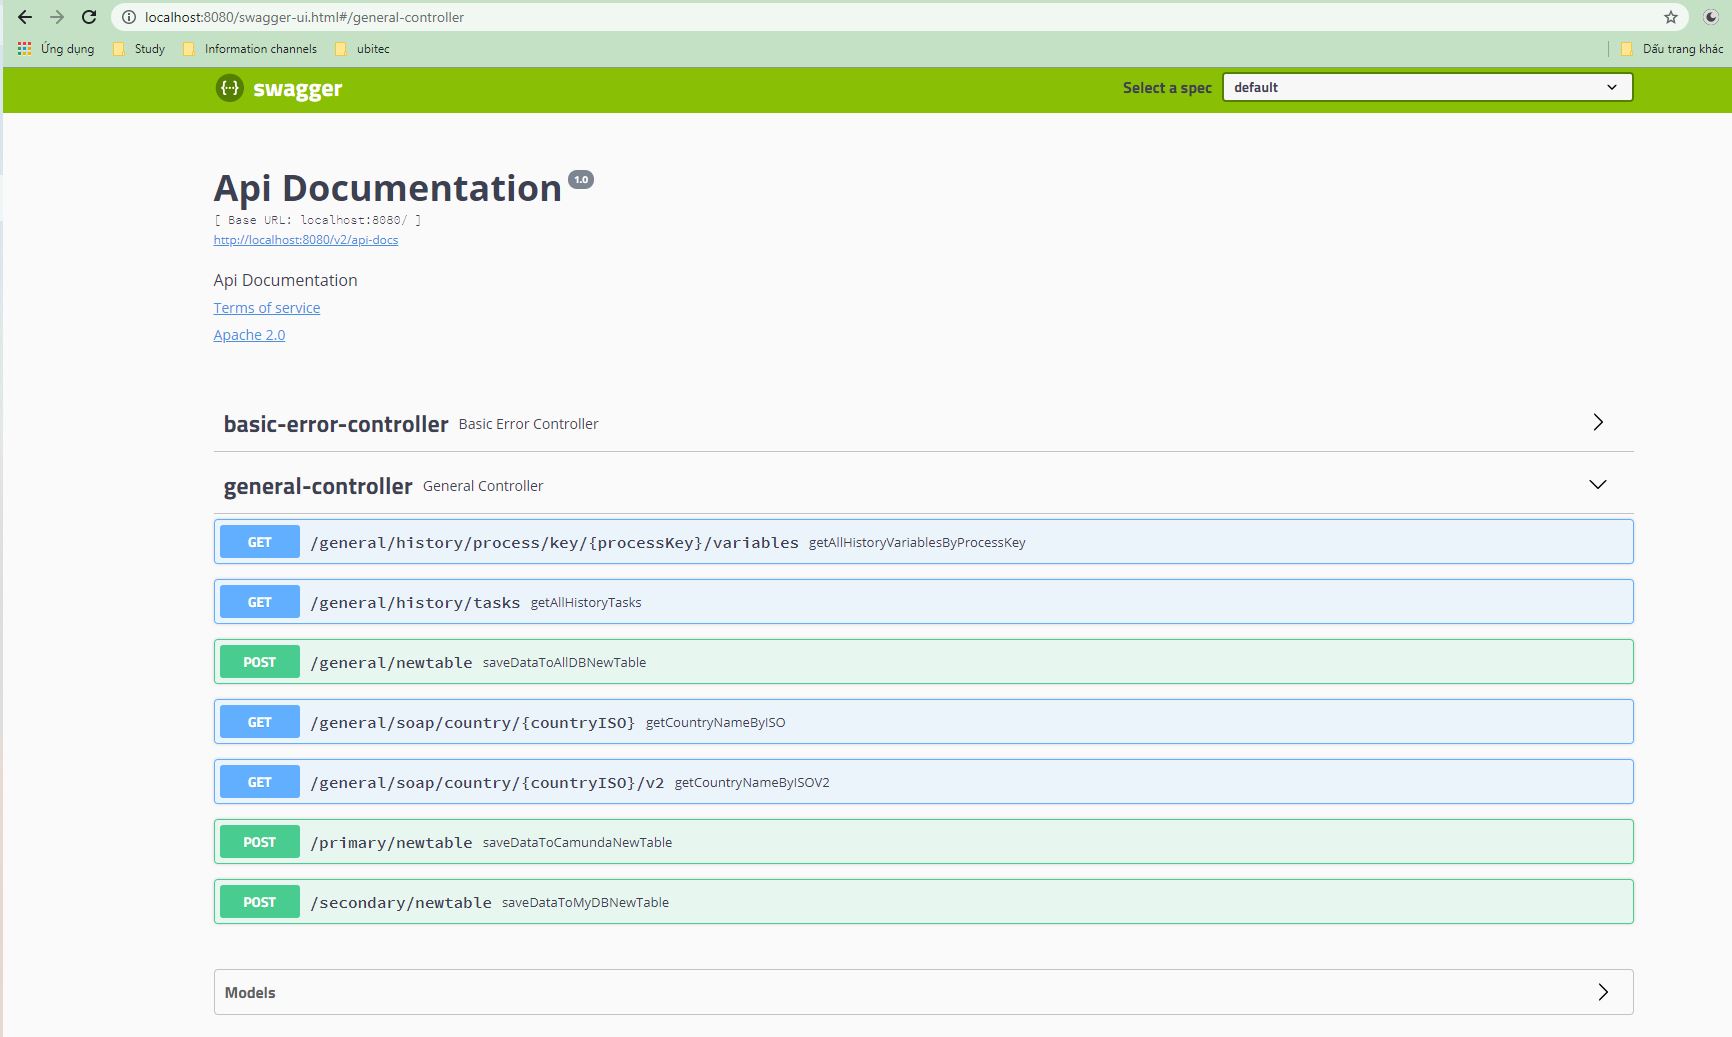 localhost:8080/swagger-ui.html#/general-controller
Ứng dụng Study Information channels ubitec Dấu trang khác
{··} swagger Select a spec default
Api Documentation 1.0
[ Base URL: localhost:8080/ ]
http://localhost:8080/v2/api-docs
Api Documentation
Terms of service
Apache 2.0
basic-error-controller Basic Error Controller
general-controller General Controller
GET /general/history/process/key/{processKey}/variables getAllHistoryVariablesByProcessKey
GET /general/history/tasks getAllHistoryTasks
POST /general/newtable saveDataToAllDBNewTable
GET /general/soap/country/{countryISO} getCountryNameByISO
GET /general/soap/country/{countryISO}/v2 getCountryNameByISOV2
POST /primary/newtable saveDataToCamundaNewTable
POST /secondary/newtable saveDataToMyDBNewTable
Models